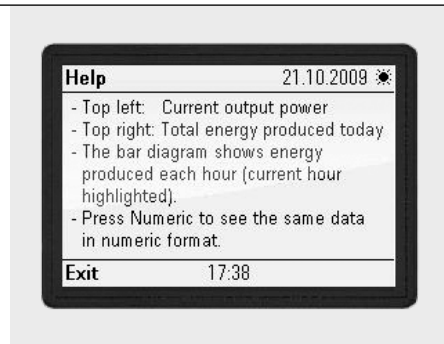 Help 21.10.2009
- Top left: Current output power
- Top right: Total energy produced today
- The bar diagram shows energy
produced each hour (current hour
highlighted).
- Press Numeric to see the same data
in numeric format.
Exit 17:38